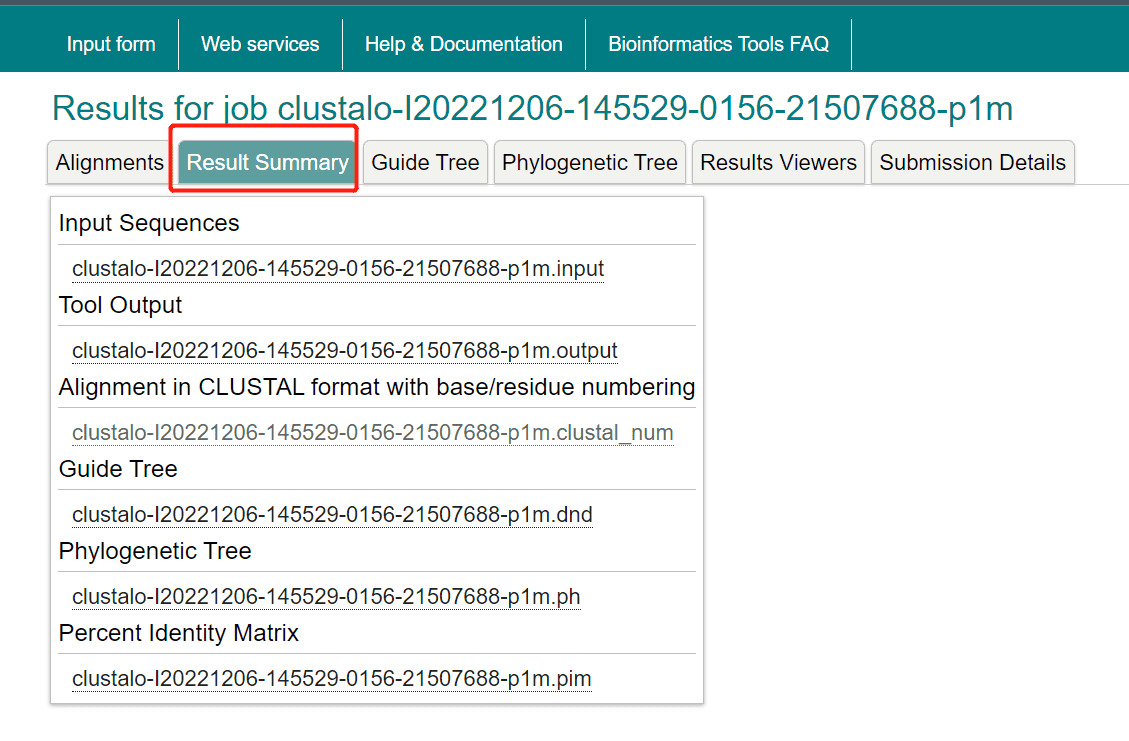 Input form Web services Help & Documentation Bioinformatics Tools FAQ
Results for job clustalo-I20221206-145529-0156-21507688-p1m
Alignments Result Summary Guide Tree Phylogenetic Tree Results Viewers Submission Details
Input Sequences
clustalo-I20221206-145529-0156-21507688-p1m.input
Tool Output
clustalo-I20221206-145529-0156-21507688-p1m.output
Alignment in CLUSTAL format with base/residue numbering
clustalo-I20221206-145529-0156-21507688-p1m.clustal_num
Guide Tree
clustalo-I20221206-145529-0156-21507688-p1m.dnd
Phylogenetic Tree
clustalo-I20221206-145529-0156-21507688-p1m.ph
Percent Identity Matrix
clustalo-I20221206-145529-0156-21507688-p1m.pim